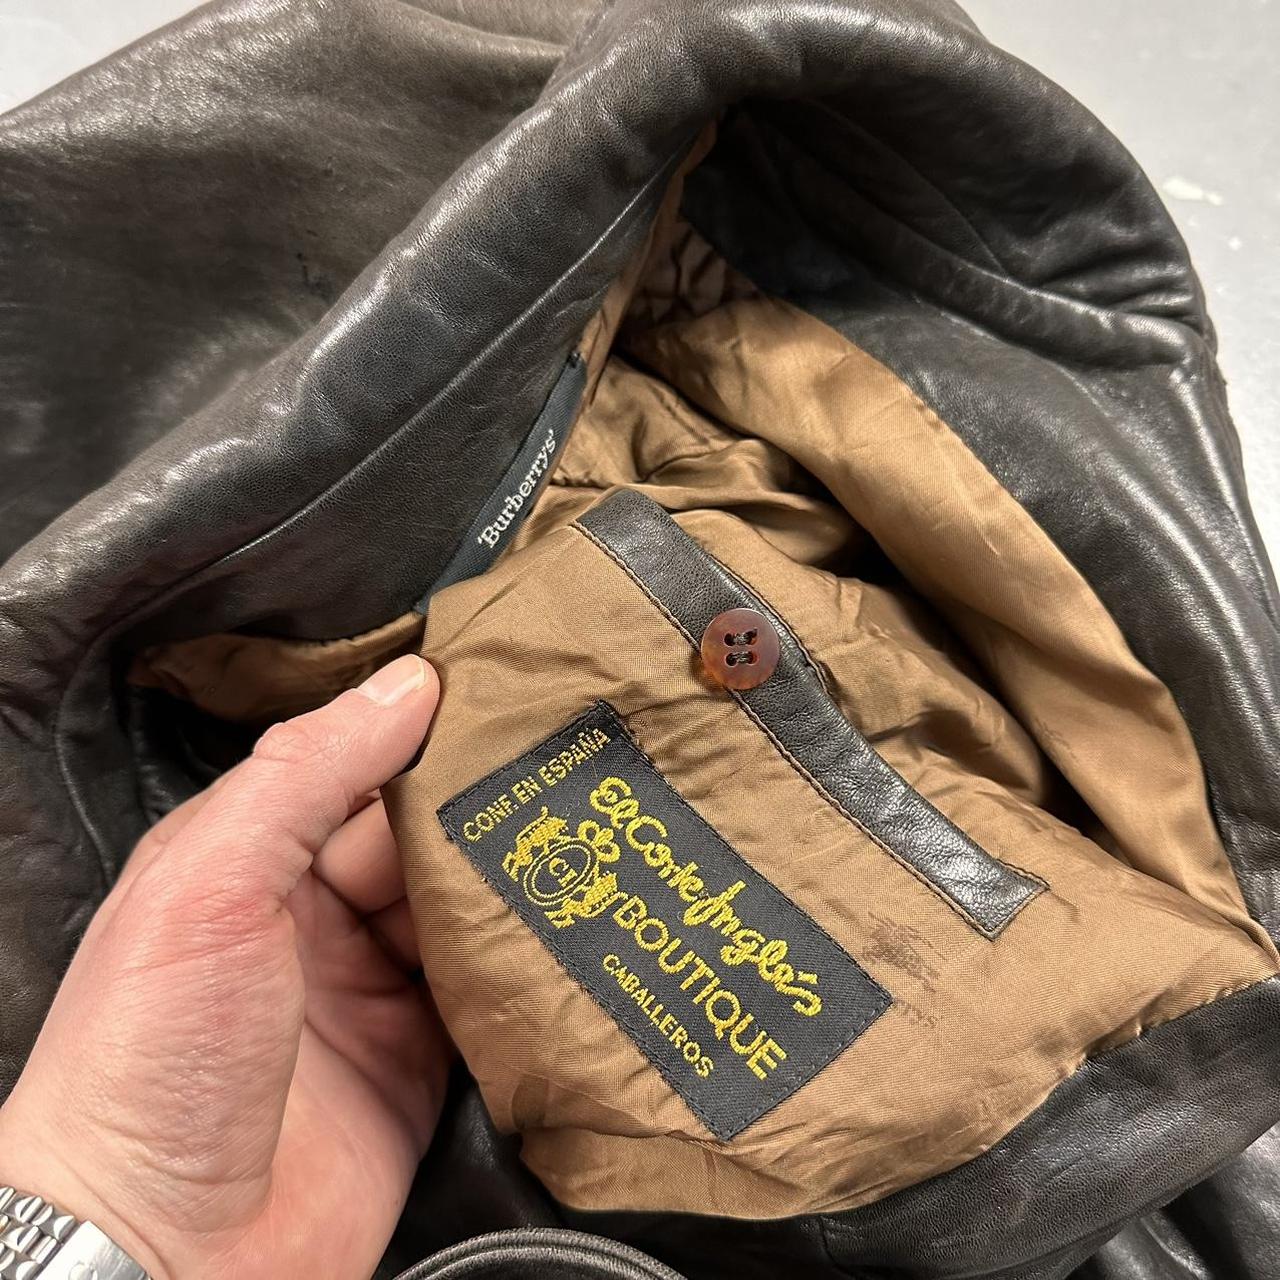 'Burberrys'
CONF. EN ESPAÑA
El Corte Inglés
BOUTIQUE
CABALLEROS